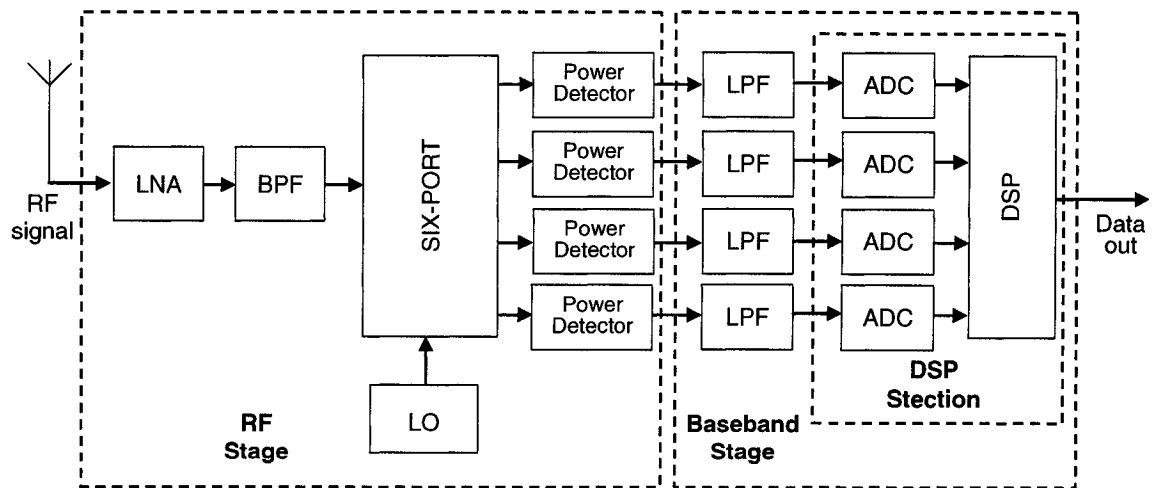 RF
signal
LNA
BPF
SIX-PORT
LO
Power
Detector
Power
Detector
Power
Detector
Power
Detector
RF
Stage
LPF
LPF
LPF
LPF
Baseband
Stage
ADC
ADC
ADC
ADC
DSP
DSP
Stection
Data
out